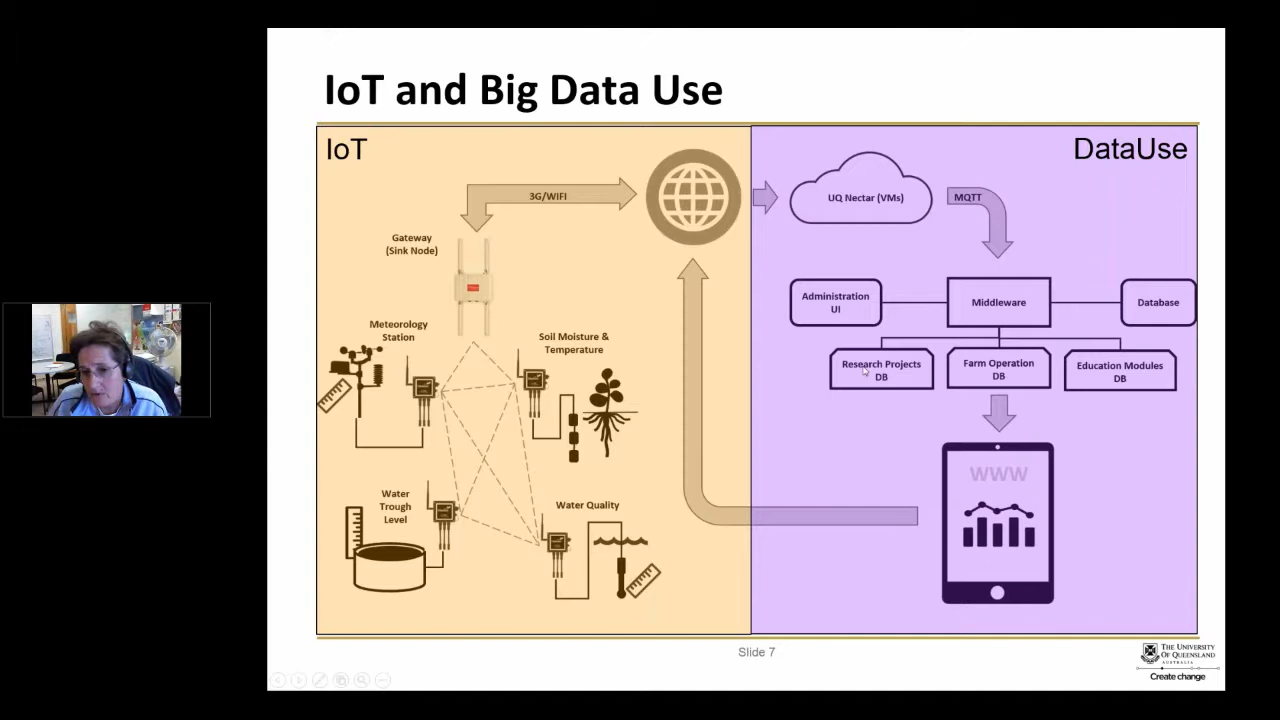 IoT and Big Data Use
IoT
DataUse
3G/WIFI
UQ Nectar (VMs)
MQTT
Gateway
(Sink Node)
Meteorology
Station
Soil Moisture &
Temperature
Administration
UI
Middleware
Database
Research Projects
DB
Farm Operation
DB
Education Modules
DB
WWW
Water
Trough
Level
Water Quality
Slide 7
THE UNIVERSITY
OF QUEENSLAND
AUSTRALIA
Create change